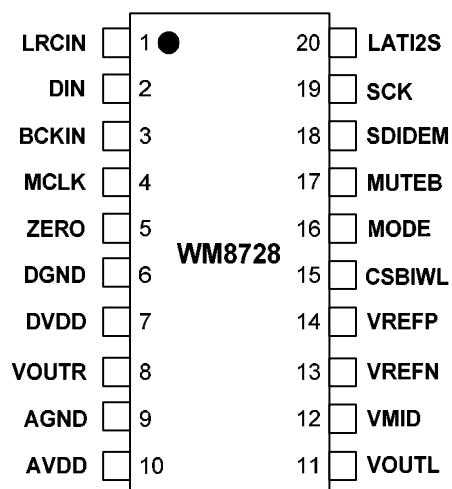 LRCIN 1 20 LATI2S
DIN 2 19 SCK
BCKIN 3 18 SDIDEM
MCLK 4 17 MUTEB
ZERO 5 16 MODE
WM8728
DGND 6 15 CSBIWL
DVDD 7 14 VREFP
VOUTR 8 13 VREFN
AGND 9 12 VMID
AVDD 10 11 VOUTL